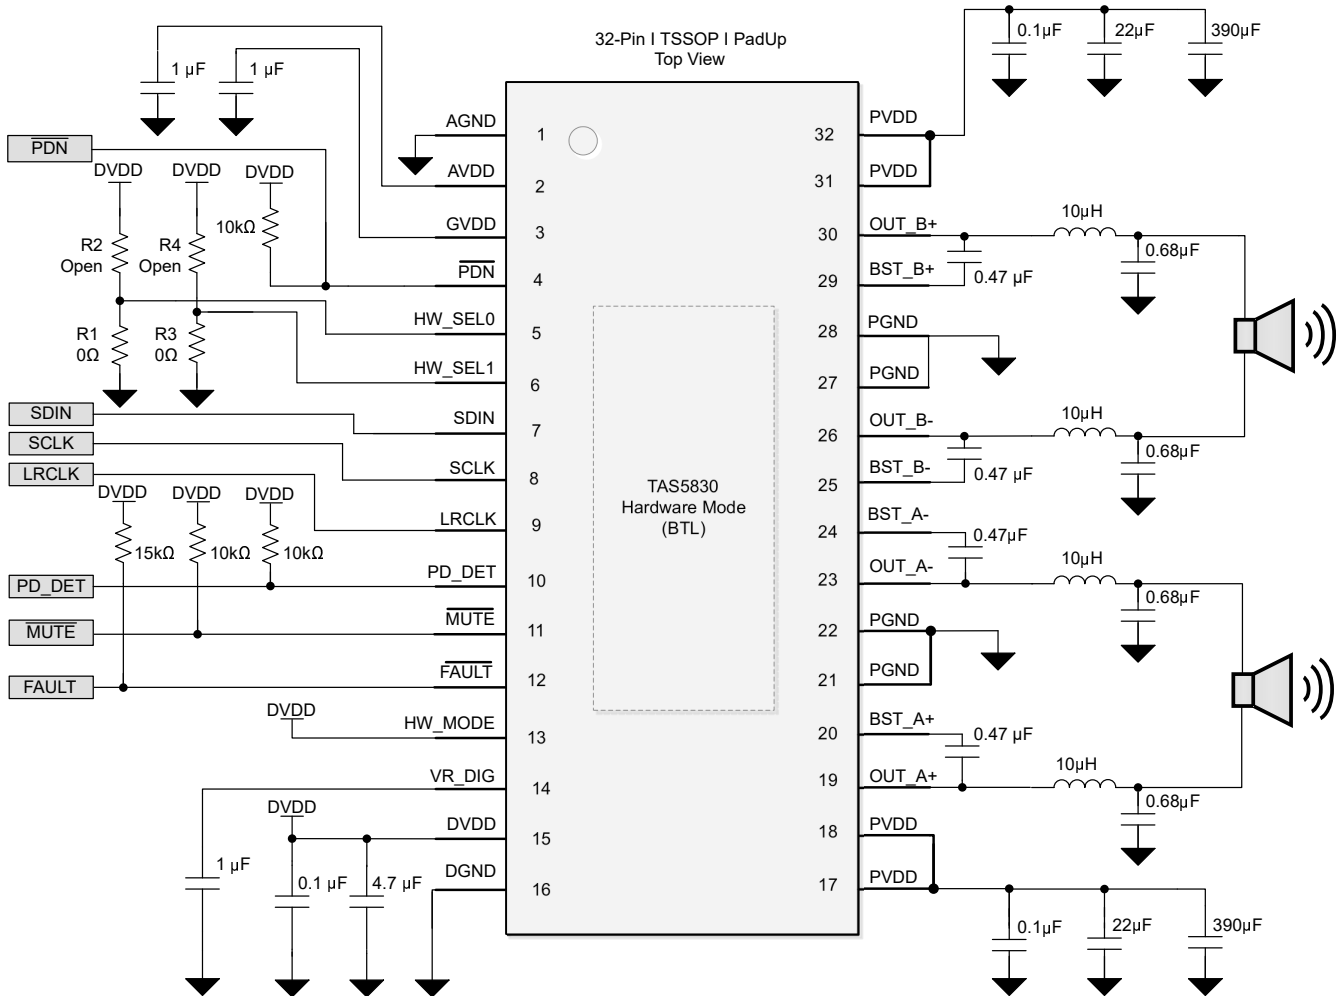 32-Pin I TSSOP I PadUp
Top View
1 µF
1 µF
0.1µF
22µF
390µF
PDN
DVDD
DVDD
DVDD
10kΩ
R2
Open
R4
Open
R1
0Ω
R3
0Ω
SDIN
SCLK
LRCLK
DVDD
DVDD
DVDD
15kΩ
10kΩ
10kΩ
PD_DET
MUTE
FAULT
DVDD
DVDD
1 µF
0.1 µF
4.7 µF
AGND
1
AVDD
2
GVDD
3
PDN
4
HW_SEL0
5
HW_SEL1
6
SDIN
7
SCLK
8
LRCLK
9
PD_DET
10
MUTE
11
FAULT
12
HW_MODE
13
VR_DIG
14
DVDD
15
DGND
16
TAS5830
Hardware Mode
(BTL)
32
PVDD
31
PVDD
30
OUT_B+
29
BST_B+
28
PGND
27
PGND
26
OUT_B-
25
BST_B-
24
BST_A-
23
OUT_A-
22
PGND
21
PGND
20
BST_A+
19
OUT_A+
18
PVDD
17
PVDD
10µH
0.68µF
0.47 µF
10µH
0.68µF
0.47 µF
0.47µF
10µH
0.68µF
0.47 µF
10µH
0.68µF
0.1µF
22µF
390µF